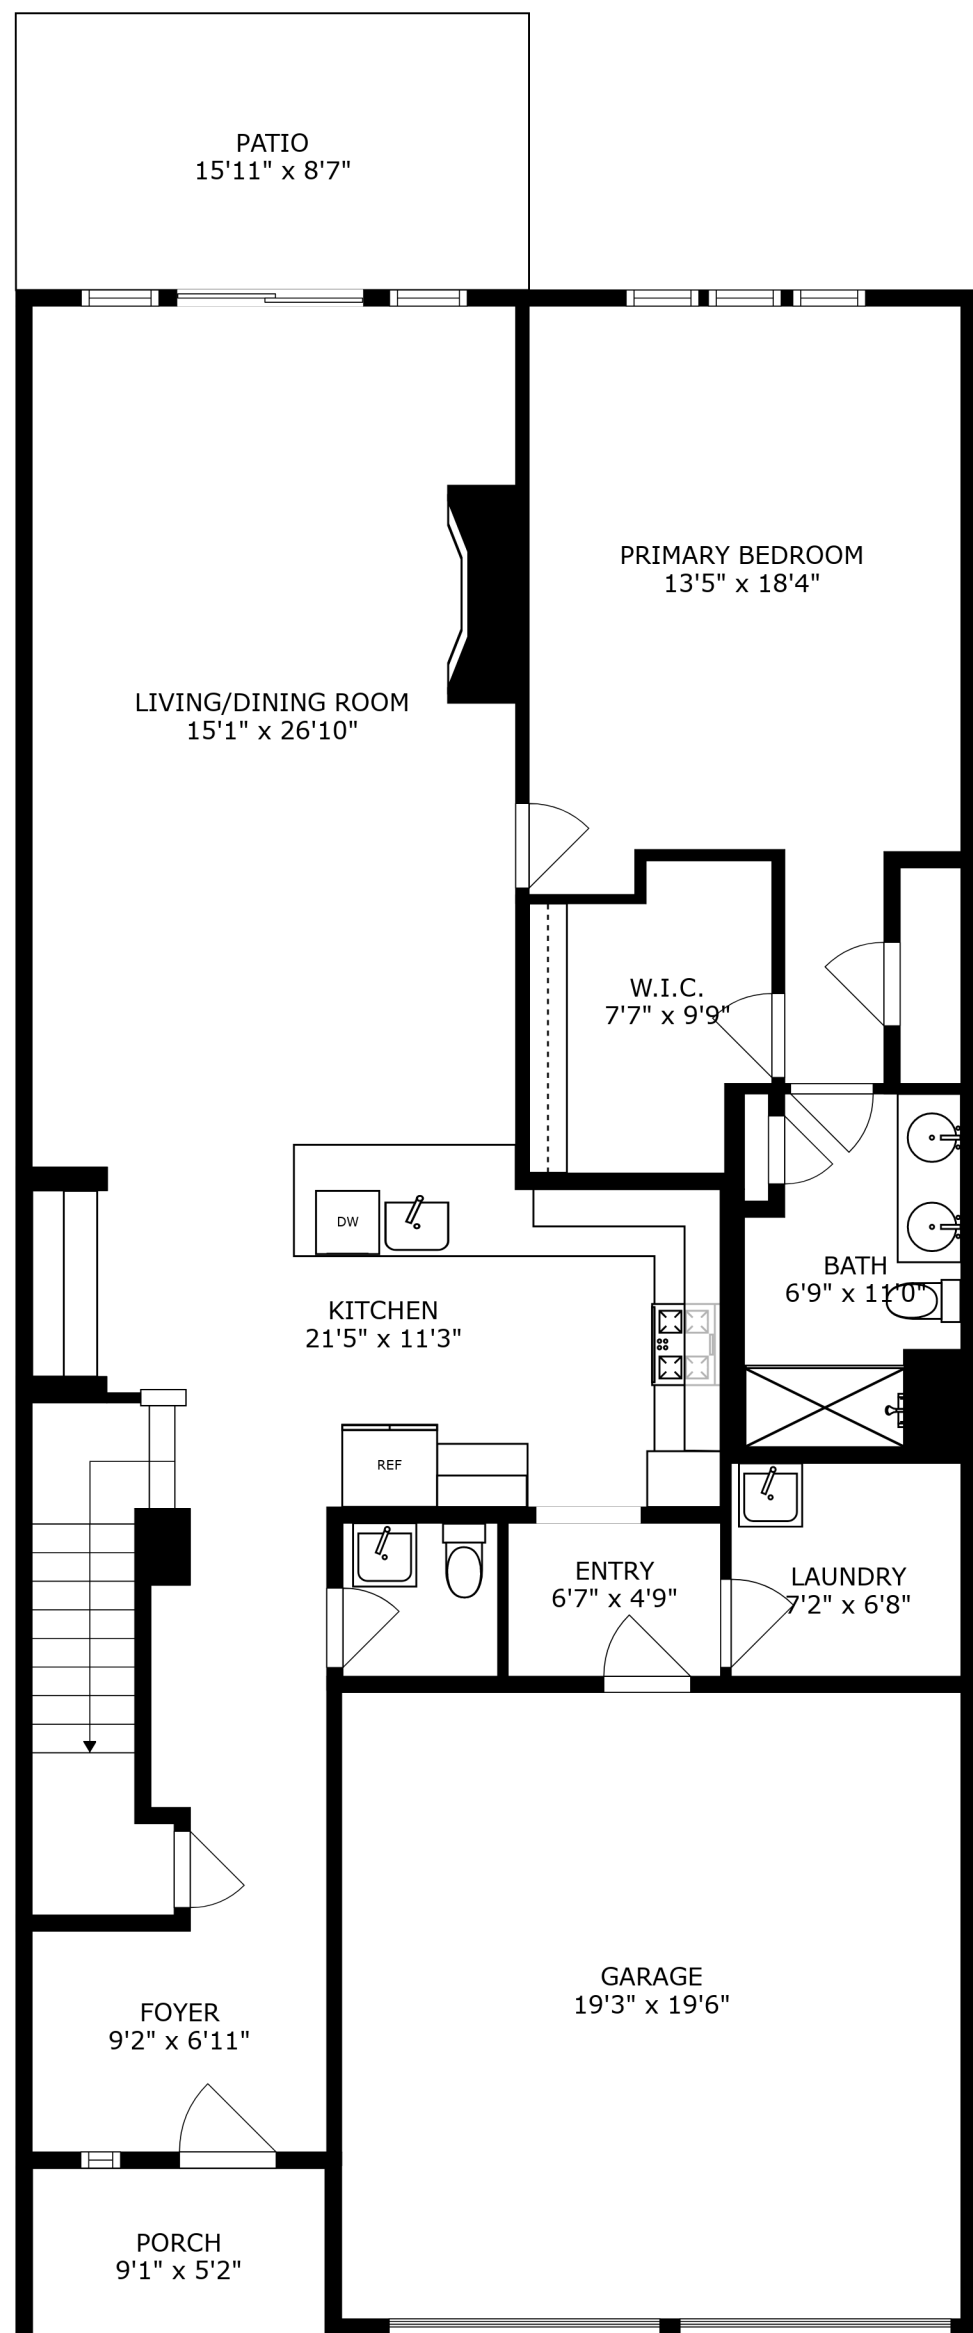 PATIO
15'11" x 8'7"
PRIMARY BEDROOM
13'5" x 18'4"
LIVING/DINING ROOM
15'1" x 26'10"
W.I.C.
7'7" x 9'9"
DW
BATH
6'9" x 11'0"
KITCHEN
21'5" x 11'3"
REF
ENTRY
6'7" x 4'9"
LAUNDRY
7'2" x 6'8"
GARAGE
19'3" x 19'6"
FOYER
9'2" x 6'11"
PORCH
9'1" x 5'2"